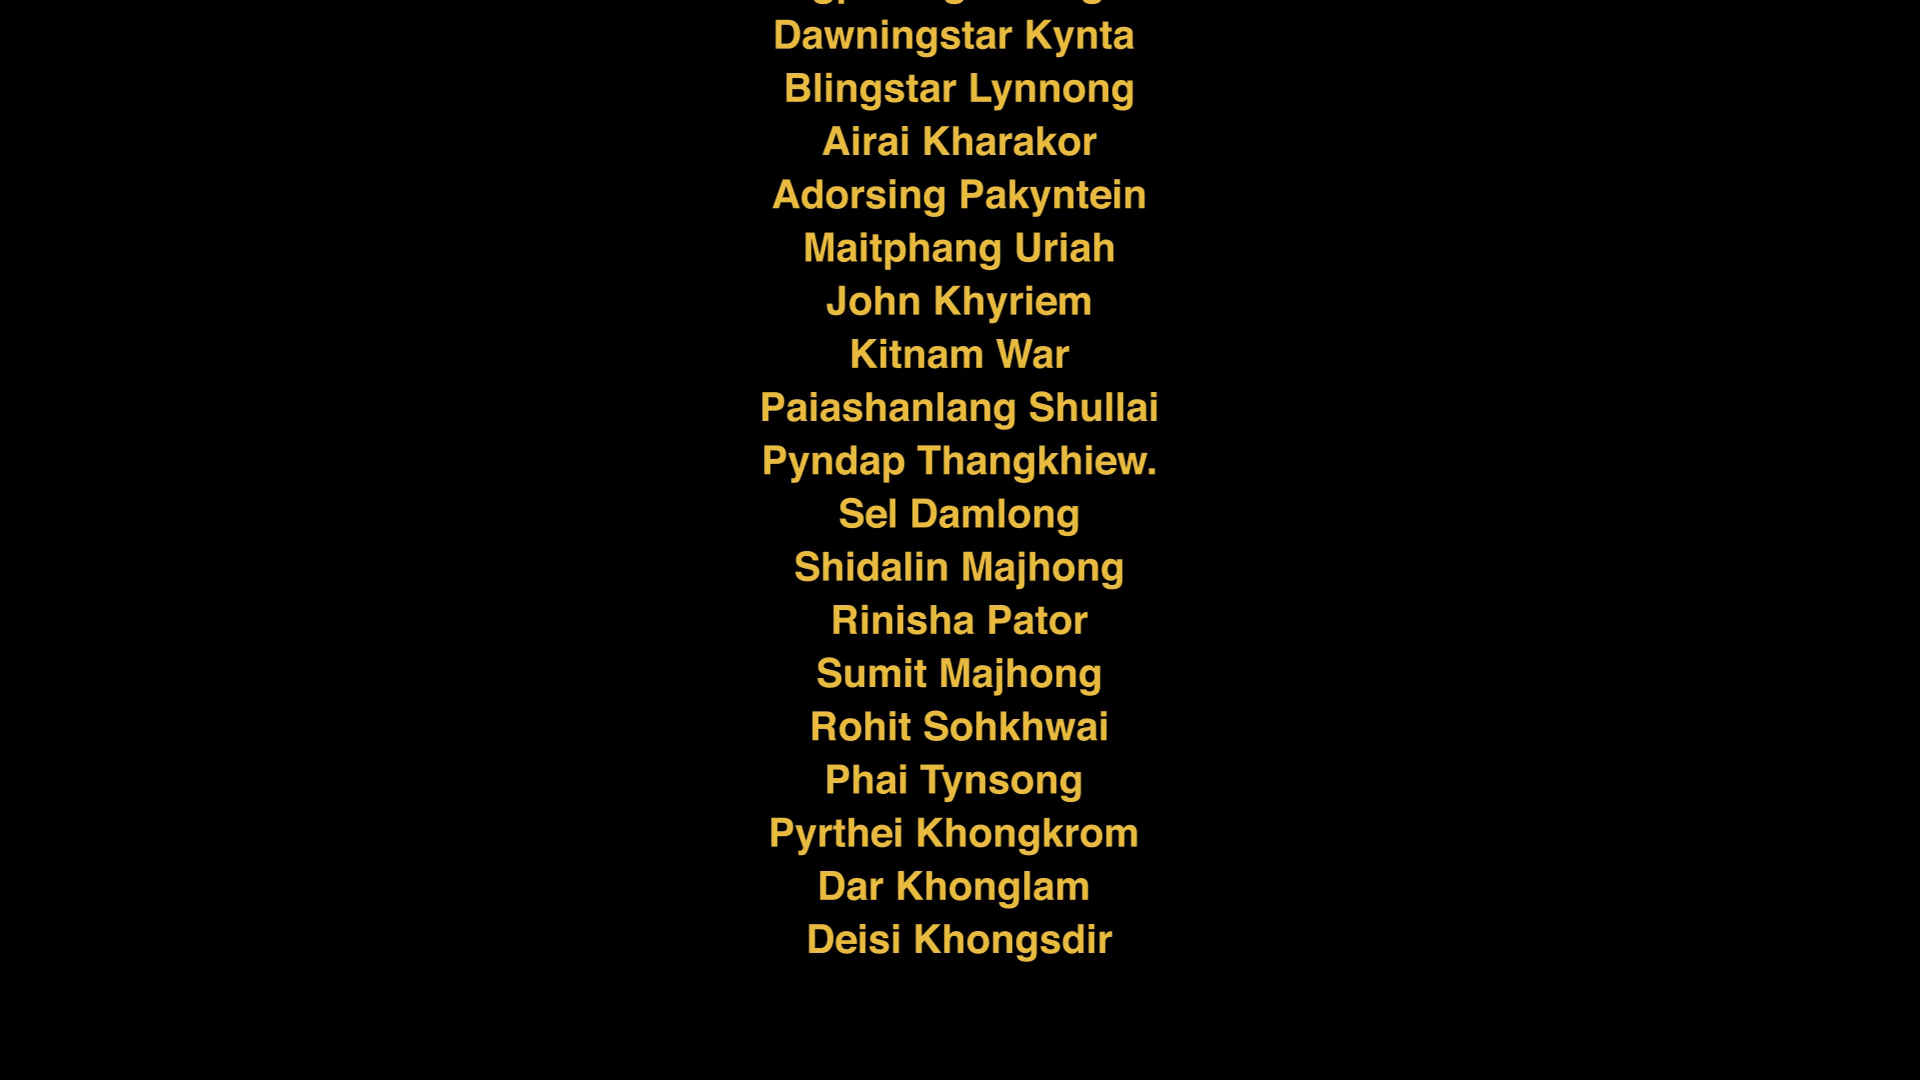 Dawningstar Kynta
Blingstar Lynnong
Airai Kharakor
Adorsing Pakyntein
Maitphang Uriah
John Khyriem
Kitnam War
Paiashanlang Shullai
Pyndap Thangkhiew.
Sel Damlong
Shidalin Majhong
Rinisha Pator
Sumit Majhong
Rohit Sohkhwai
Phai Tynsong
Pyrthei Khongkrom
Dar Khonglam
Deisi Khongsdir